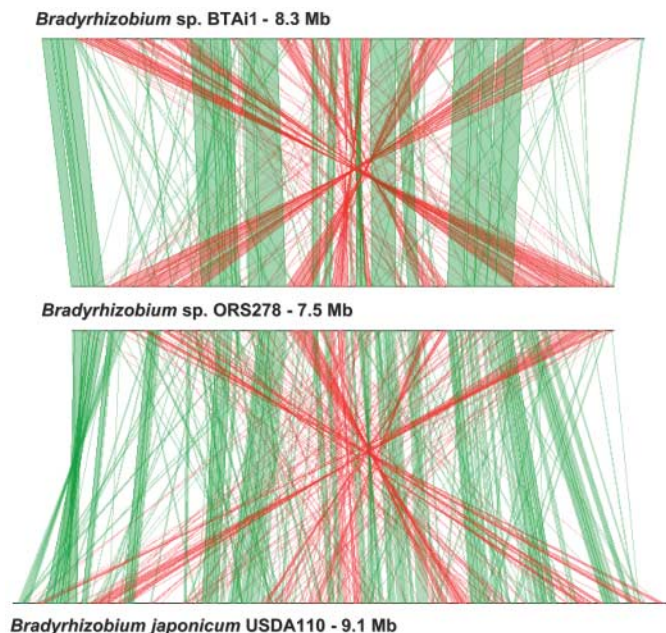 Bradyrhizobium sp. BTAi1 - 8.3 Mb
Bradyrhizobium sp. ORS278 - 7.5 Mb
Bradyrhizobium japonicum USDA110 - 9.1 Mb